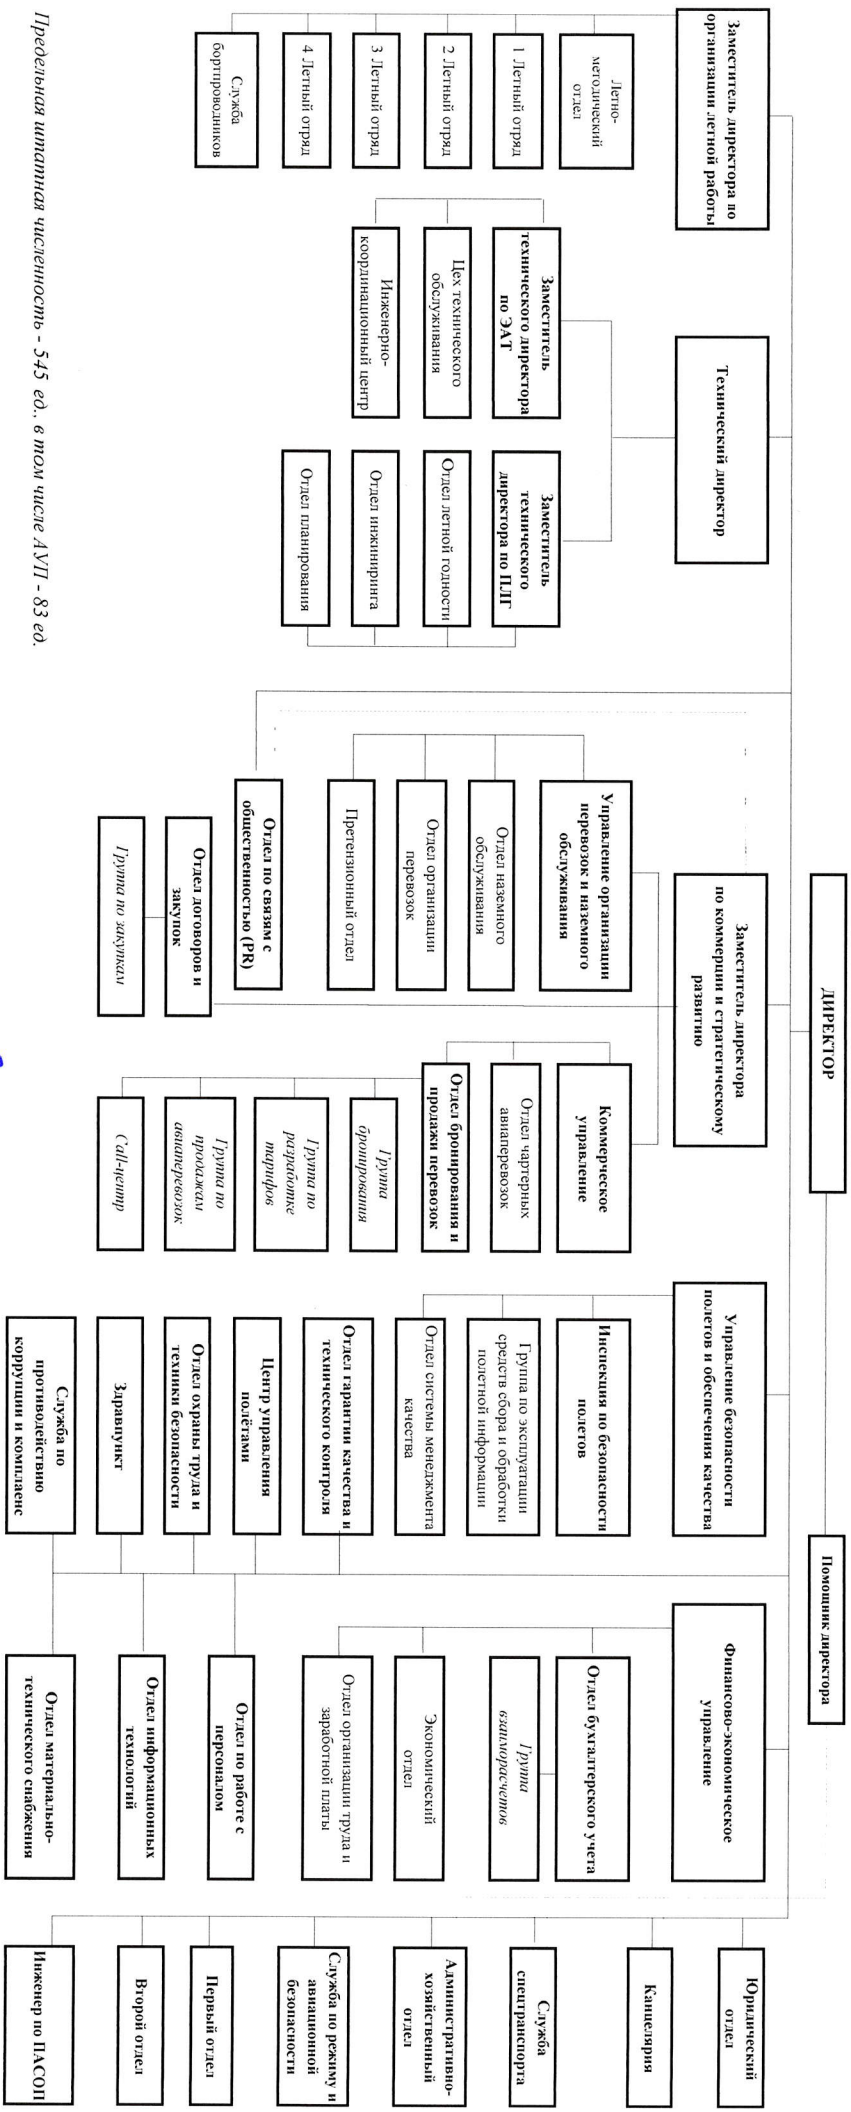 ДИРЕКТОР
Помощник директора
Заместитель директора по
организации летной работы
Летно-
методический
отдел
1 Летный отряд
2 Летный отряд
3 Летный отряд
4 Летный отряд
Служба
бортпроводников
Технический директор
Заместитель
технического директора
по ЭАТ
Цех технического
обслуживания
Инженерно-
координационный центр
Заместитель
технического
директора по ПЛГ
Отдел летной годности
Отдел инжиниринга
Отдел планирования
Заместитель директора
по коммерции и стратегическому
развитию
Управление организации
перевозок и наземного
обслуживания
Отдел наземного
обслуживания
Отдел организации
перевозок
Претензионный отдел
Отдел по связям с
общественностью (PR)
Отдел договоров и
закупок
Группа по закупкам
Коммерческое
управление
Отдел чартерных
авиаперевозок
Отдел бронирования и
продажи перевозок
Группа
бронирования
Группа по
разработке
тарифов
Группа по
продажам
авиаперевозок
Call-центр
Управление безопасности
полетов и обеспечения качества
Инспекция по безопасности
полетов
Группа по эксплуатации
средств сбора и обработки
полетной информации
Отдел системы менеджмента
качества
Отдел гарантии качества и
технического контроля
Центр управления
полётами
Отдел охраны труда и
техники безопасности
Здравпункт
Служба по
противодействию
коррупции и комплаенс
Финансово-экономическое
управление
Отдел бухгалтерского учета
Группа
взаиморасчетов
Экономический
отдел
Отдел организации труда и
заработной платы
Отдел по работе с
персоналом
Отдел информационных
технологий
Отдел материально-
технического снабжения
Юридический
отдел
Канцелярия
Служба
спецтранспорта
Административно-
хозяйственный
отдел
Служба по режиму и
авиационной
безопасности
Первый отдел
Второй отдел
Инженер по ПАСОП
Предельная штатная численность - 545 ед., в том числе АУП - 83 ед.